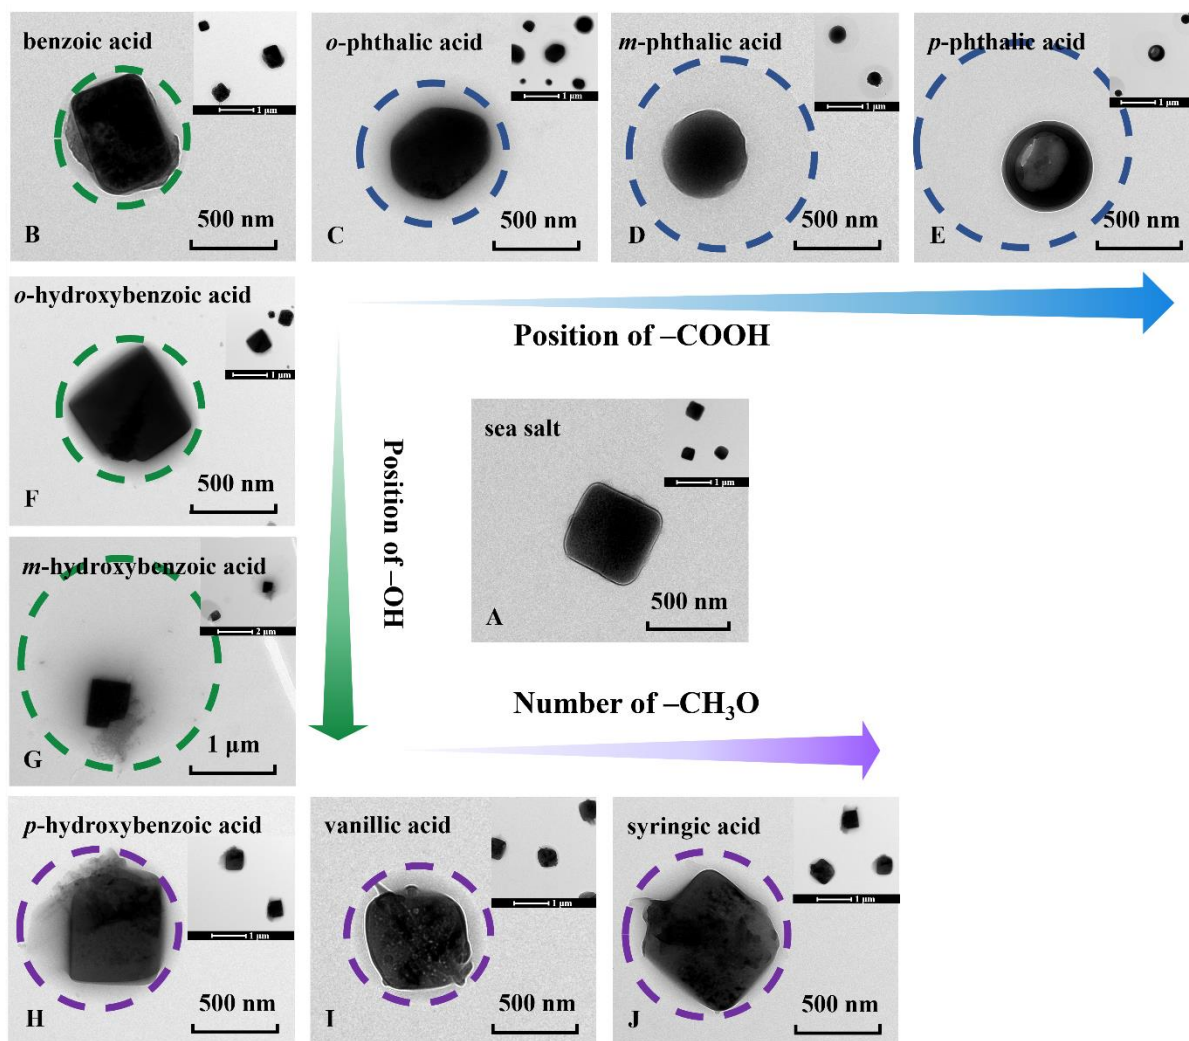 benzoic acid
1 μm
500 nm
B
o-phthalic acid
1 μm
500 nm
C
m-phthalic acid
1 μm
500 nm
D
p-phthalic acid
1 μm
500 nm
E
o-hydroxybenzoic acid
1 μm
500 nm
F
Position of –COOH
Position of –OH
sea salt
1 μm
500 nm
A
m-hydroxybenzoic acid
2 μm
1 μm
G
Number of –CH₃O
p-hydroxybenzoic acid
1 μm
500 nm
H
vanillic acid
1 μm
500 nm
I
syringic acid
1 μm
500 nm
J